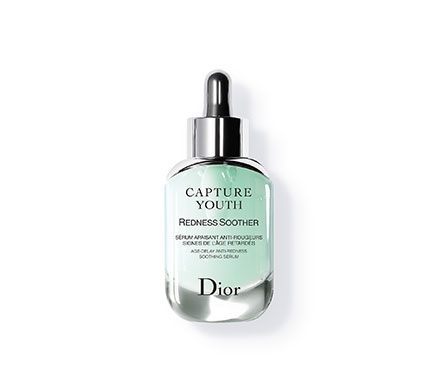 CAPTURE
YOUTH
REDNESS SOOTHER
SÉRUM APAISANT ANTI-ROUGEURS
SIGNES DE L'ÂGE RETARDÉS
AGE-DELAY ANTI-REDNESS
SOOTHING SERUM
Dior